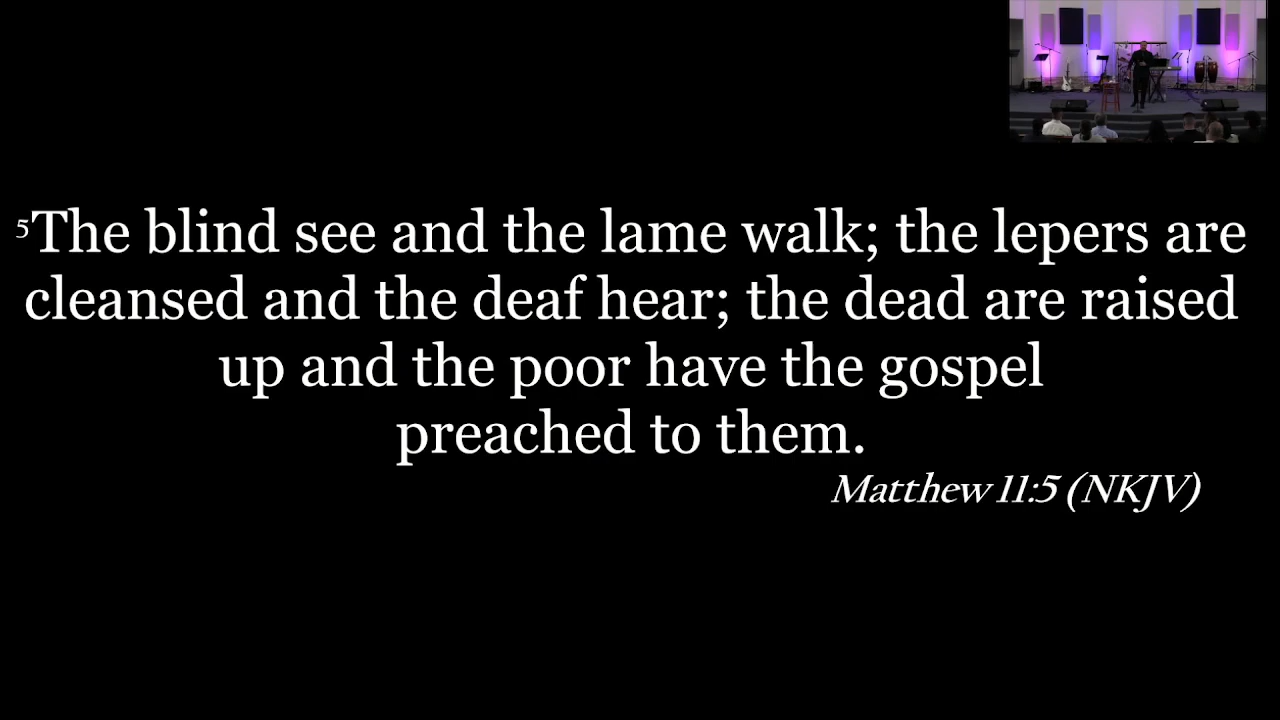 5The blind see and the lame walk; the lepers are
cleansed and the deaf hear; the dead are raised
up and the poor have the gospel
preached to them.
Matthew 11:5 (NKJV)